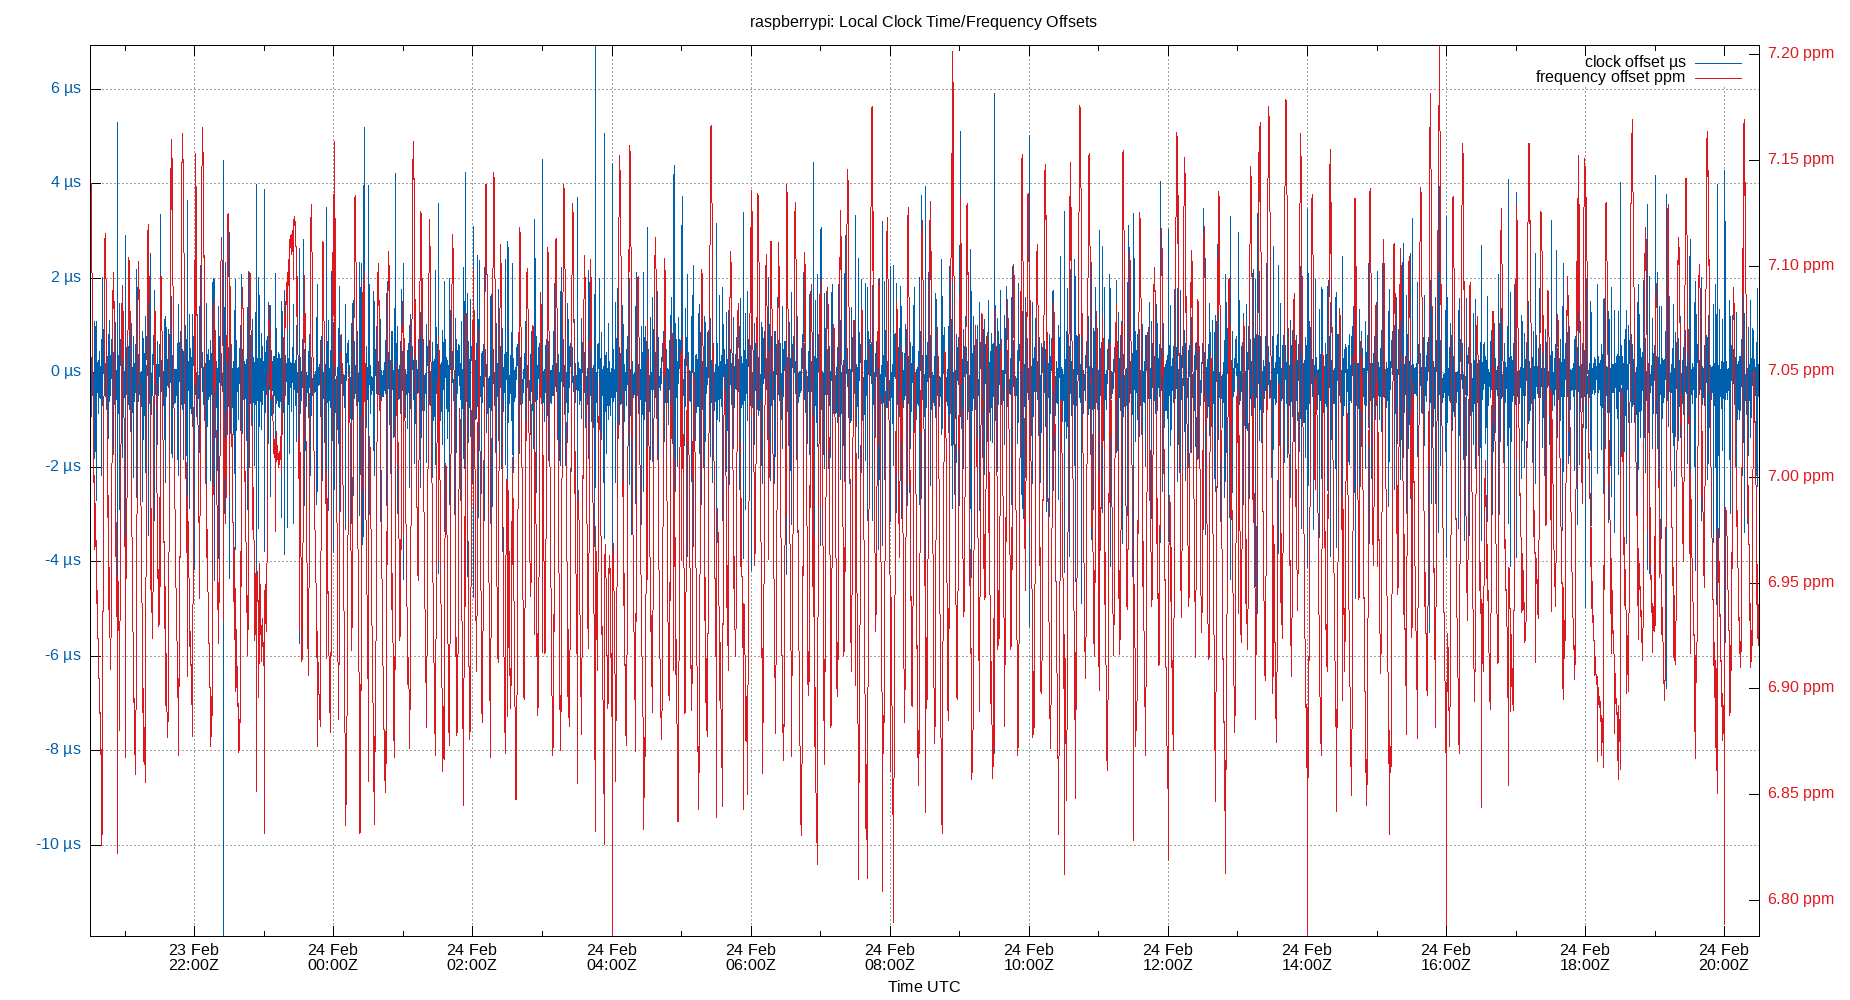 raspberrypi: Local Clock Time/Frequency Offsets
clock offset µs
frequency offset ppm
6 µs
4 µs
2 µs
0 µs
-2 µs
-4 µs
-6 µs
-8 µs
-10 µs
7.20 ppm
7.15 ppm
7.10 ppm
7.05 ppm
7.00 ppm
6.95 ppm
6.90 ppm
6.85 ppm
6.80 ppm
23 Feb
22:00Z
24 Feb
00:00Z
24 Feb
02:00Z
24 Feb
04:00Z
24 Feb
06:00Z
24 Feb
08:00Z
24 Feb
10:00Z
24 Feb
12:00Z
24 Feb
14:00Z
24 Feb
16:00Z
24 Feb
18:00Z
24 Feb
20:00Z
Time UTC